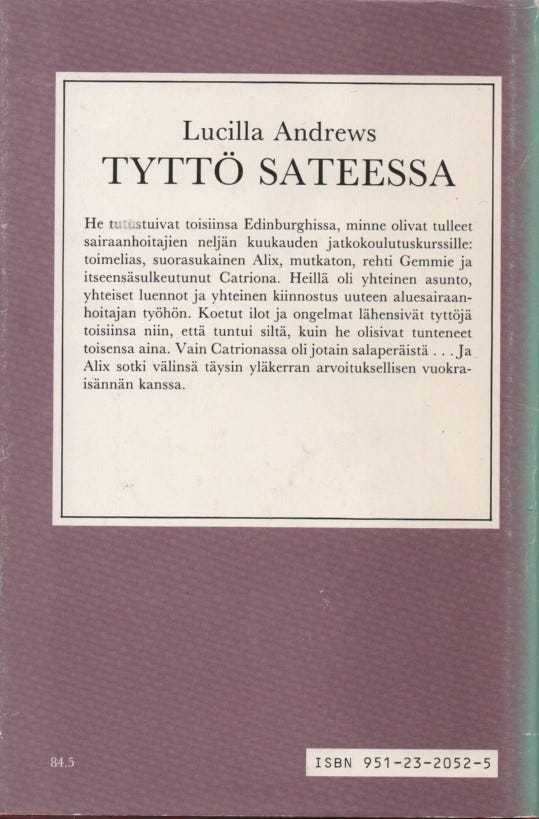 Lucilla Andrews
TYTTÖ SATEESSA
He tutustuivat toisiinsa Edinburghissa, minne olivat tulleet
sairaanhoitajien neljän kuukauden jatkokoulutuskurssille:
toimelias, suorasukainen Alix, mutkaton, rehti Gemmie ja
itseensäsulkeutunut Catriona. Heillä oli yhteinen asunto,
yhteiset luennot ja yhteinen kiinnostus uuteen aluesairaan-
hoitajan työhön. Koetut ilot ja ongelmat lähensivät tyttöjä
toisiinsa niin, että tuntui siltä, kuin he olisivat tunteneet
toisensa aina. Vain Catrionassa oli jotain salaperäistä . . . Ja
Alix sotki välinsä täysin yläkerran arvoituksellisen vuokra-
isännän kanssa.
84.5
ISBN 951-23-2052-5